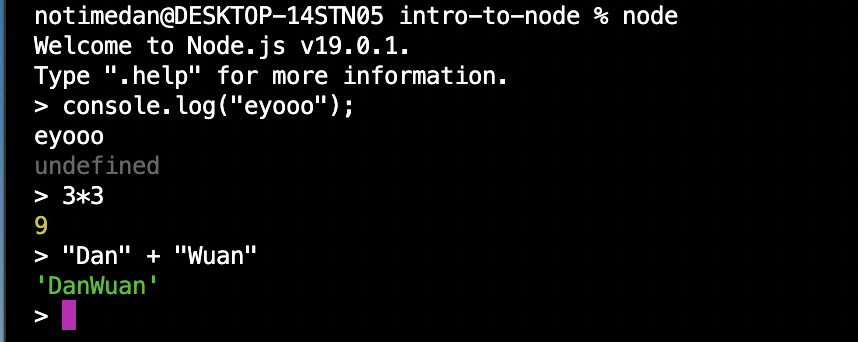 notimedan@DESKTOP-14STN05 intro-to-node % node
Welcome to Node.js v19.0.1.
Type ".help" for more information.
> console.log("eyooo");
eyooo
undefined
> 3*3
9
> "Dan" + "Wuan"
'DanWuan'
>